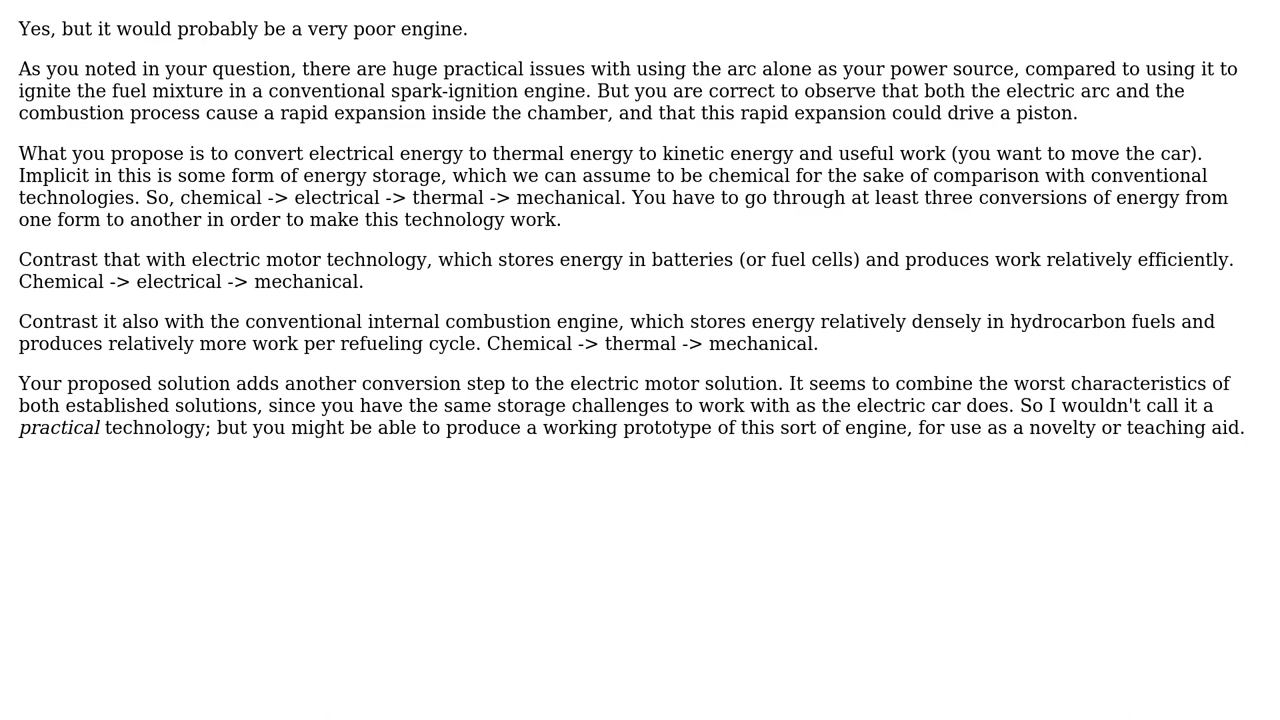 Yes, but it would probably be a very poor engine.
As you noted in your question, there are huge practical issues with using the arc alone as your power source, compared to using it to
ignite the fuel mixture in a conventional spark-ignition engine. But you are correct to observe that both the electric arc and the
combustion process cause a rapid expansion inside the chamber, and that this rapid expansion could drive a piston.
What you propose is to convert electrical energy to thermal energy to kinetic energy and useful work (you want to move the car).
Implicit in this is some form of energy storage, which we can assume to be chemical for the sake of comparison with conventional
technologies. So, chemical -> electrical -> thermal -> mechanical. You have to go through at least three conversions of energy from
one form to another in order to make this technology work.
Contrast that with electric motor technology, which stores energy in batteries (or fuel cells) and produces work relatively efficiently.
Chemical -> electrical -> mechanical.
Contrast it also with the conventional internal combustion engine, which stores energy relatively densely in hydrocarbon fuels and
produces relatively more work per refueling cycle. Chemical -> thermal -> mechanical.
Your proposed solution adds another conversion step to the electric motor solution. It seems to combine the worst characteristics of
both established solutions, since you have the same storage challenges to work with as the electric car does. So I wouldn't call it a
practical technology; but you might be able to produce a working prototype of this sort of engine, for use as a novelty or teaching aid.